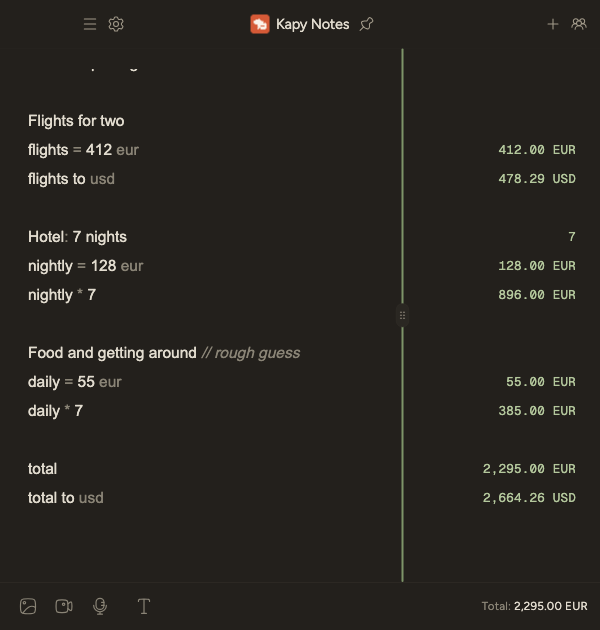 Kapy Notes
Flights for two
flights = 412 eur 412.00 EUR
flights to usd 478.29 USD
Hotel: 7 nights 7
nightly = 128 eur 128.00 EUR
nightly * 7 896.00 EUR
Food and getting around // rough guess
daily = 55 eur 55.00 EUR
daily * 7 385.00 EUR
total 2,295.00 EUR
total to usd 2,664.26 USD
T Total: 2,295.00 EUR